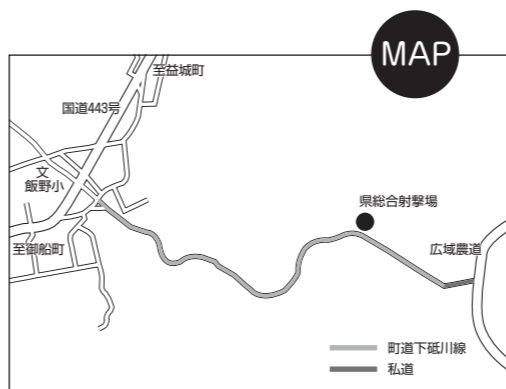 MAP
至益城町
国道443号
文
飯野小
県総合射撃場
至御船町
広域農道
町道下砥川線
私道